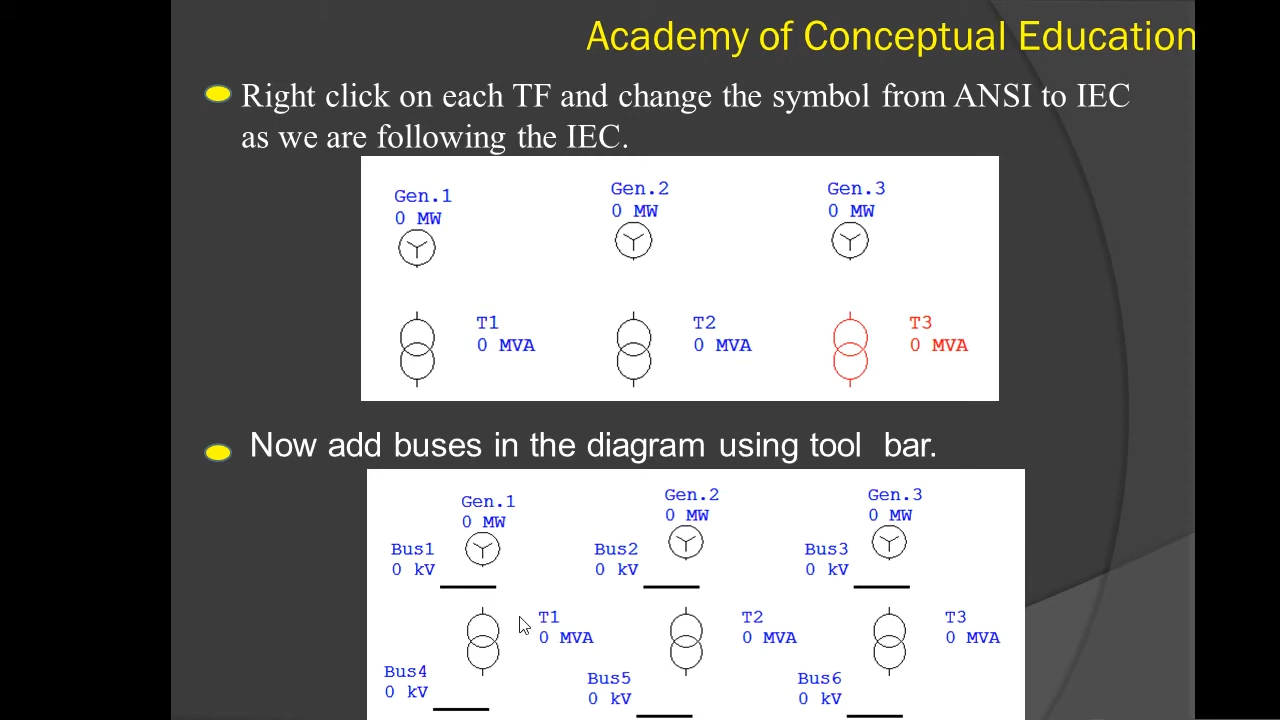 Academy of Conceptual Education
Right click on each TF and change the symbol from ANSI to IEC
as we are following the IEC.
Gen.1
0 MW
Gen.2
0 MW
Gen.3
0 MW
T1
0 MVA
T2
0 MVA
T3
0 MVA
Now add buses in the diagram using tool bar.
Gen.1
0 MW
Gen.2
0 MW
Gen.3
0 MW
Bus1
0 kV
Bus2
0 kV
Bus3
0 kV
T1
0 MVA
T2
0 MVA
T3
0 MVA
Bus4
0 kV
Bus5
0 kV
Bus6
0 kV